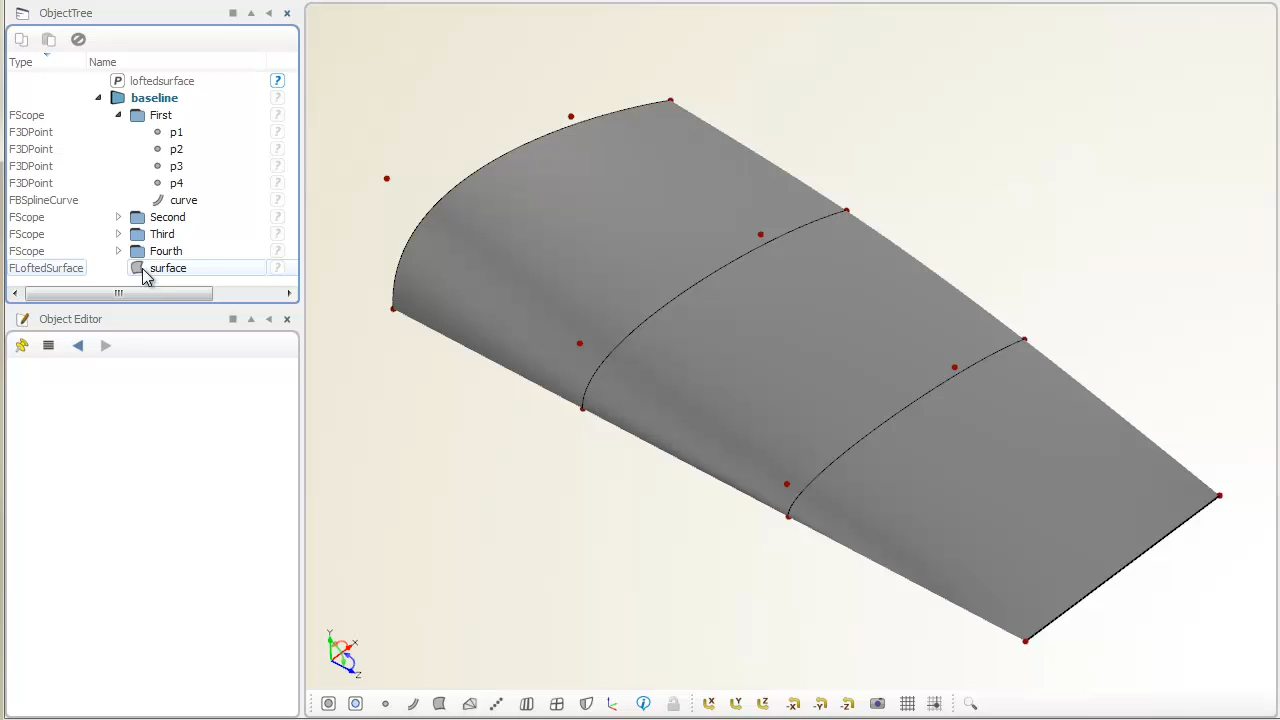 ObjectTree
Type Name
P loftedsurface ?
baseline ?
FScope First ?
F3DPoint p1 ?
F3DPoint p2 ?
F3DPoint p3 ?
F3DPoint p4 ?
FBSplineCurve curve ?
FScope Second ?
FScope Third ?
FScope Fourth ?
FLoftedSurface surface ?
Object Editor
Y
X
Z
i X Y Z -X -Y -Z